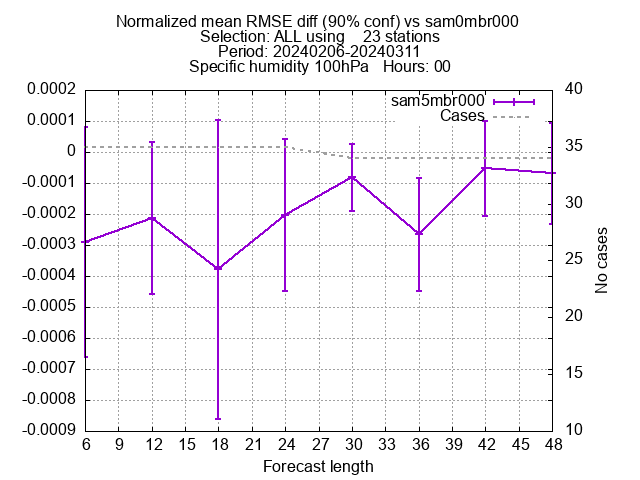 Normalized mean RMSE diff (90% conf) vs sam0mbr000
Selection: ALL using    23 stations
Period: 20240206-20240311
Specific humidity 100hPa   Hours: 00
sam5mbr000
Cases
0.0002
0.0001
0
-0.0001
-0.0002
-0.0003
-0.0004
-0.0005
-0.0006
-0.0007
-0.0008
-0.0009
40
35
30
25
20
15
10
No cases
6 9 12 15 18 21 24 27 30 33 36 39 42 45 48
Forecast length